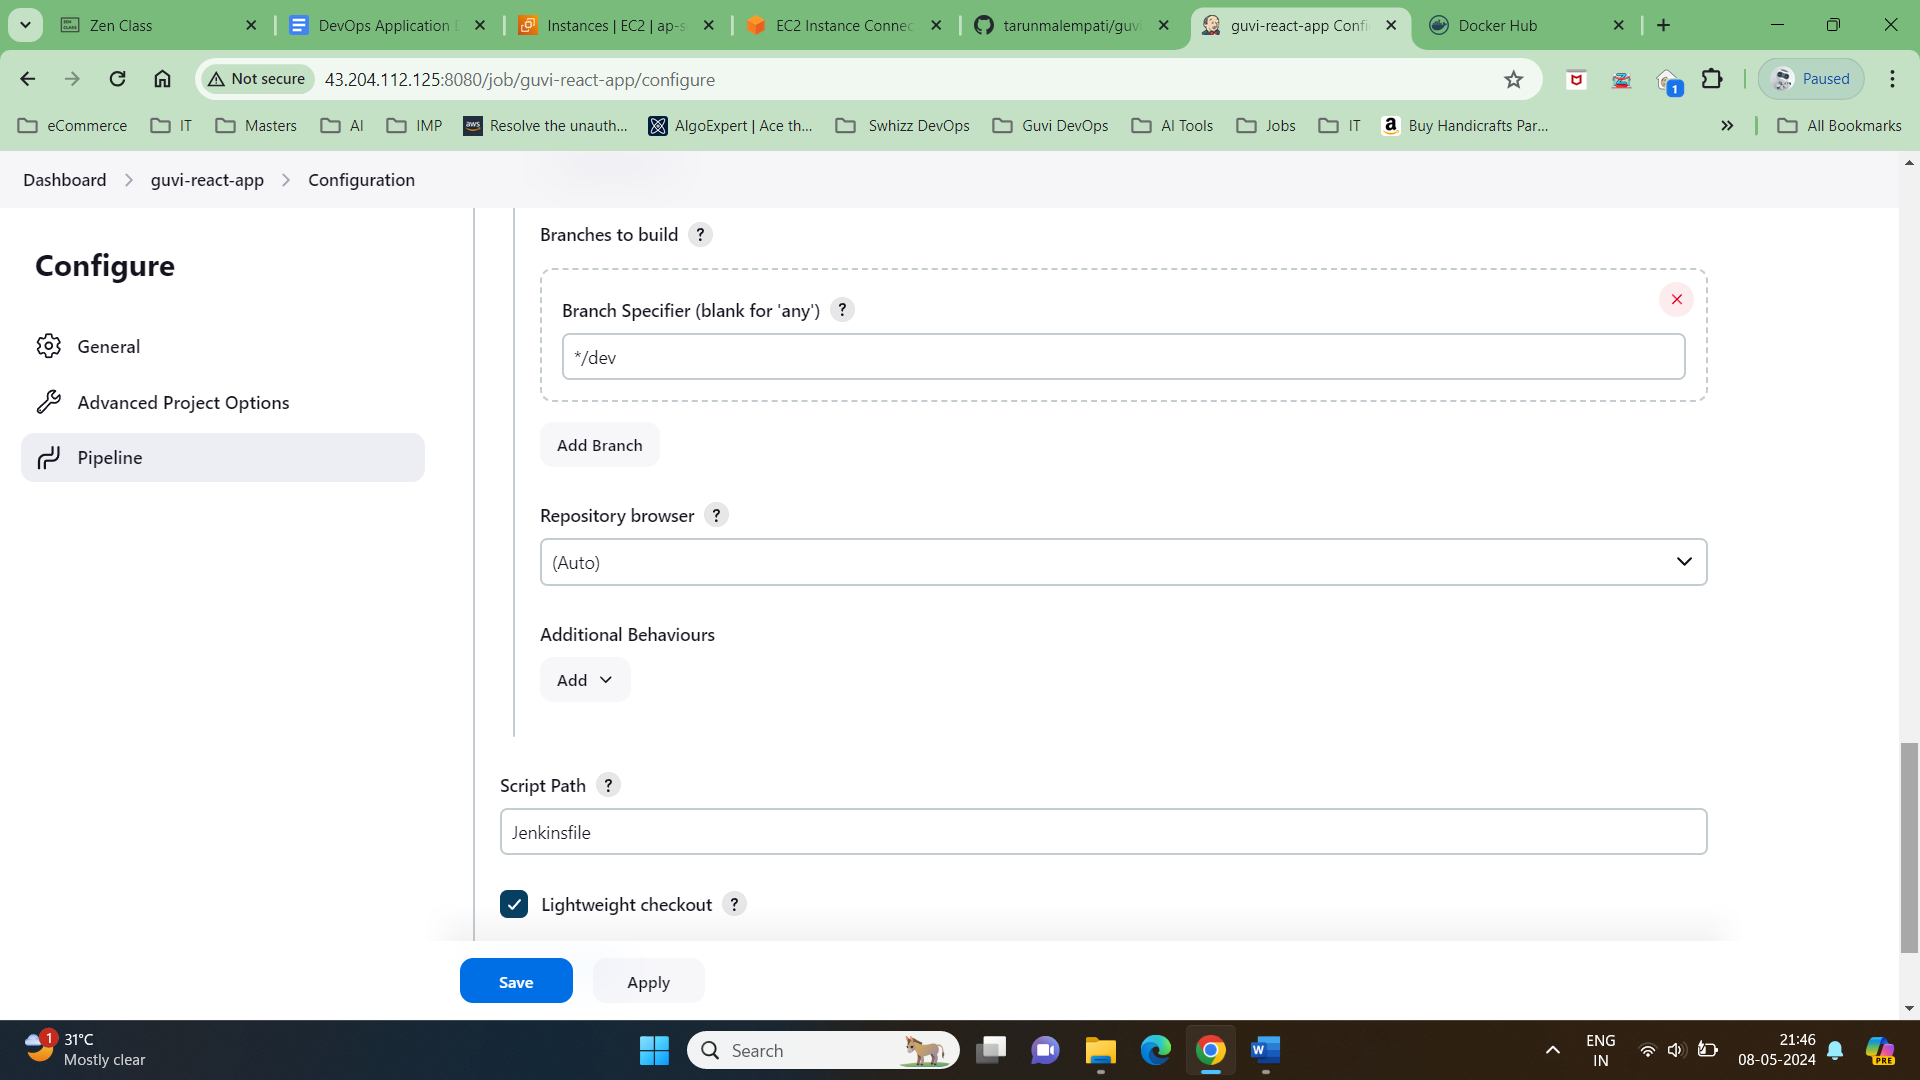 Zen Class
DevOps Application
Instances | EC2 | ap-s
EC2 Instance Connec
tarunmalempati/guvi
guvi-react-app Confi
Docker Hub
Not secure
43.204.112.125:8080/job/guvi-react-app/configure
1
Paused
eCommerce
IT
Masters
AI
IMP
aws
Resolve the unauth...
AlgoExpert | Ace th...
Swhizz DevOps
Guvi DevOps
AI Tools
Jobs
IT
Buy Handicrafts Par...
»
All Bookmarks
Dashboard > guvi-react-app > Configuration
Configure
General
Advanced Project Options
Pipeline
Branches to build ?
Branch Specifier (blank for 'any') ?
*/dev
Add Branch
Repository browser ?
(Auto)
Additional Behaviours
Add
Script Path ?
Jenkinsfile
Lightweight checkout ?
Save
Apply
1
31°C
Mostly clear
Search
W
ENG
IN
21:46
08-05-2024
PRE